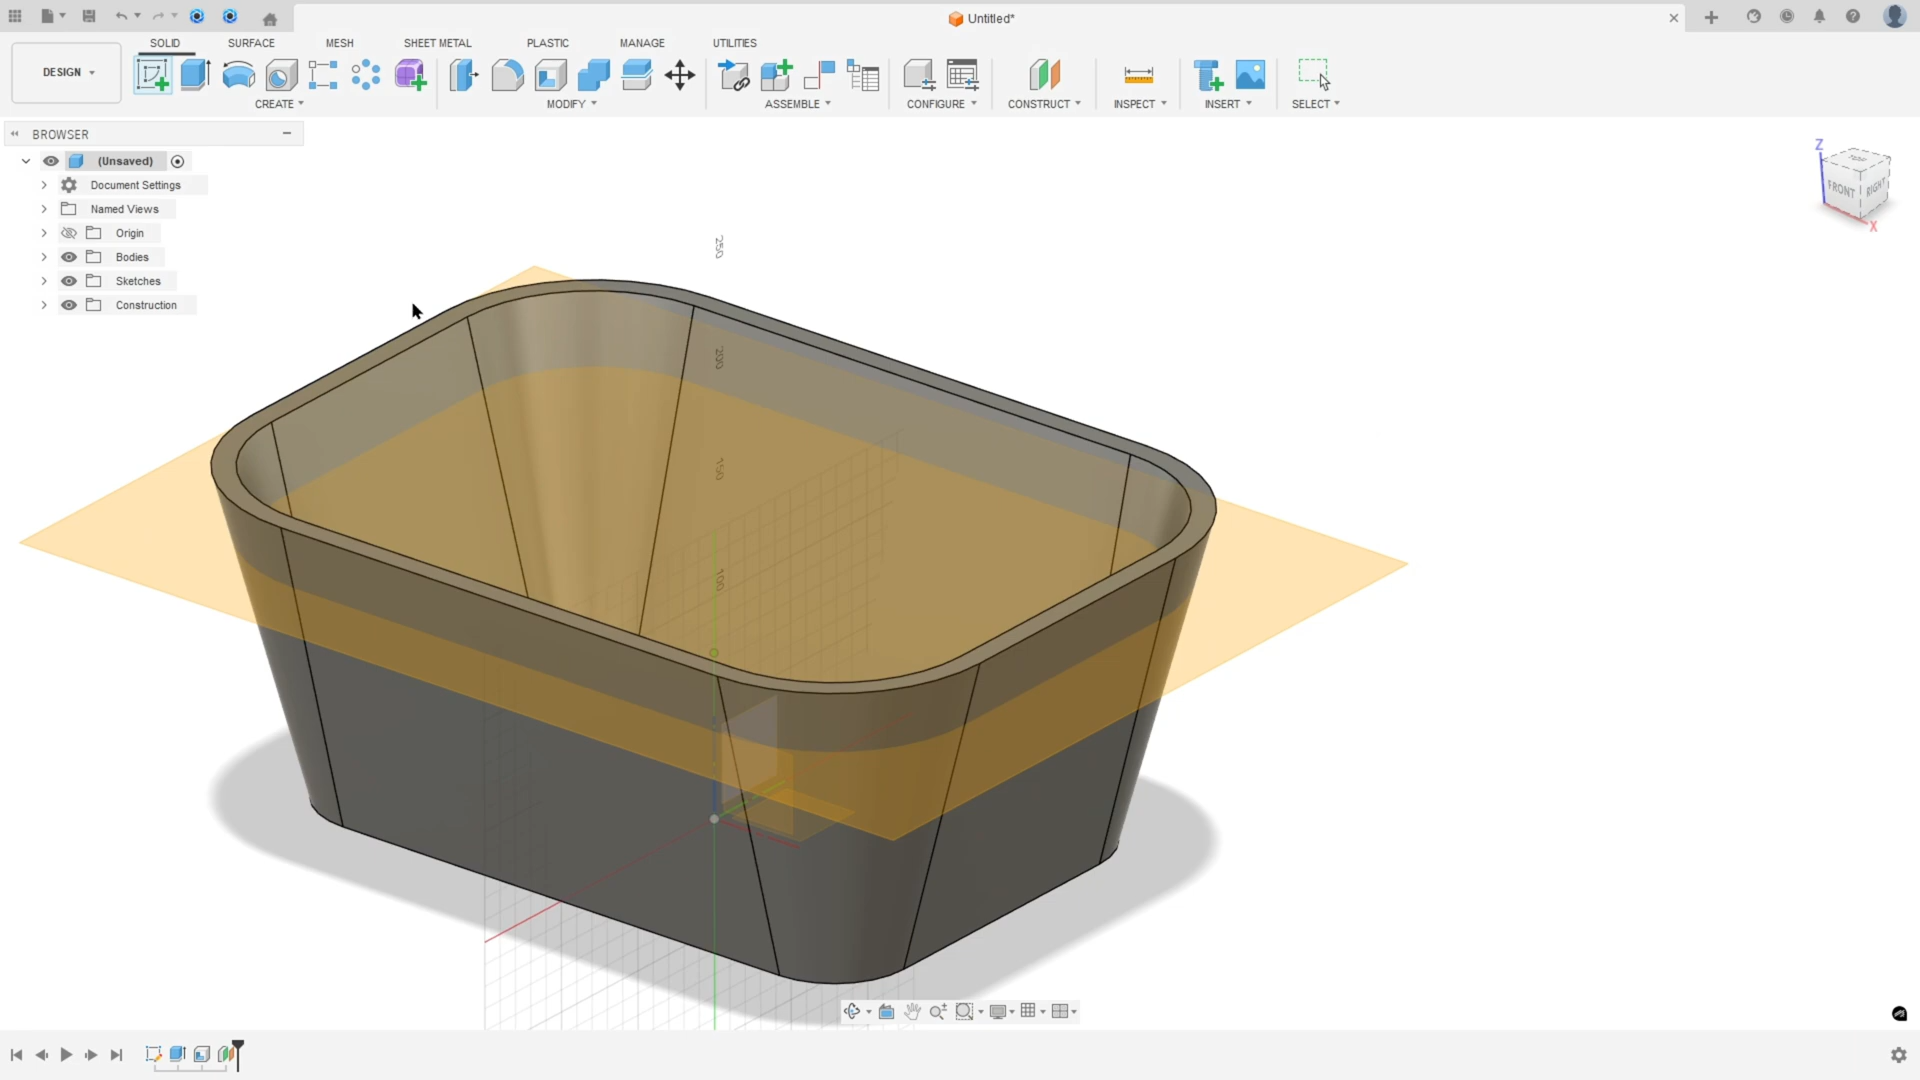 Untitled*
SOLID SURFACE MESH SHEET METAL PLASTIC MANAGE UTILITIES
DESIGN
CREATE MODIFY ASSEMBLE CONFIGURE CONSTRUCT INSPECT INSERT SELECT
BROWSER
(Unsaved)
Document Settings
Named Views
Origin
Bodies
Sketches
Construction
Z
TOP
FRONT
RIGHT
X
250
200
150
100